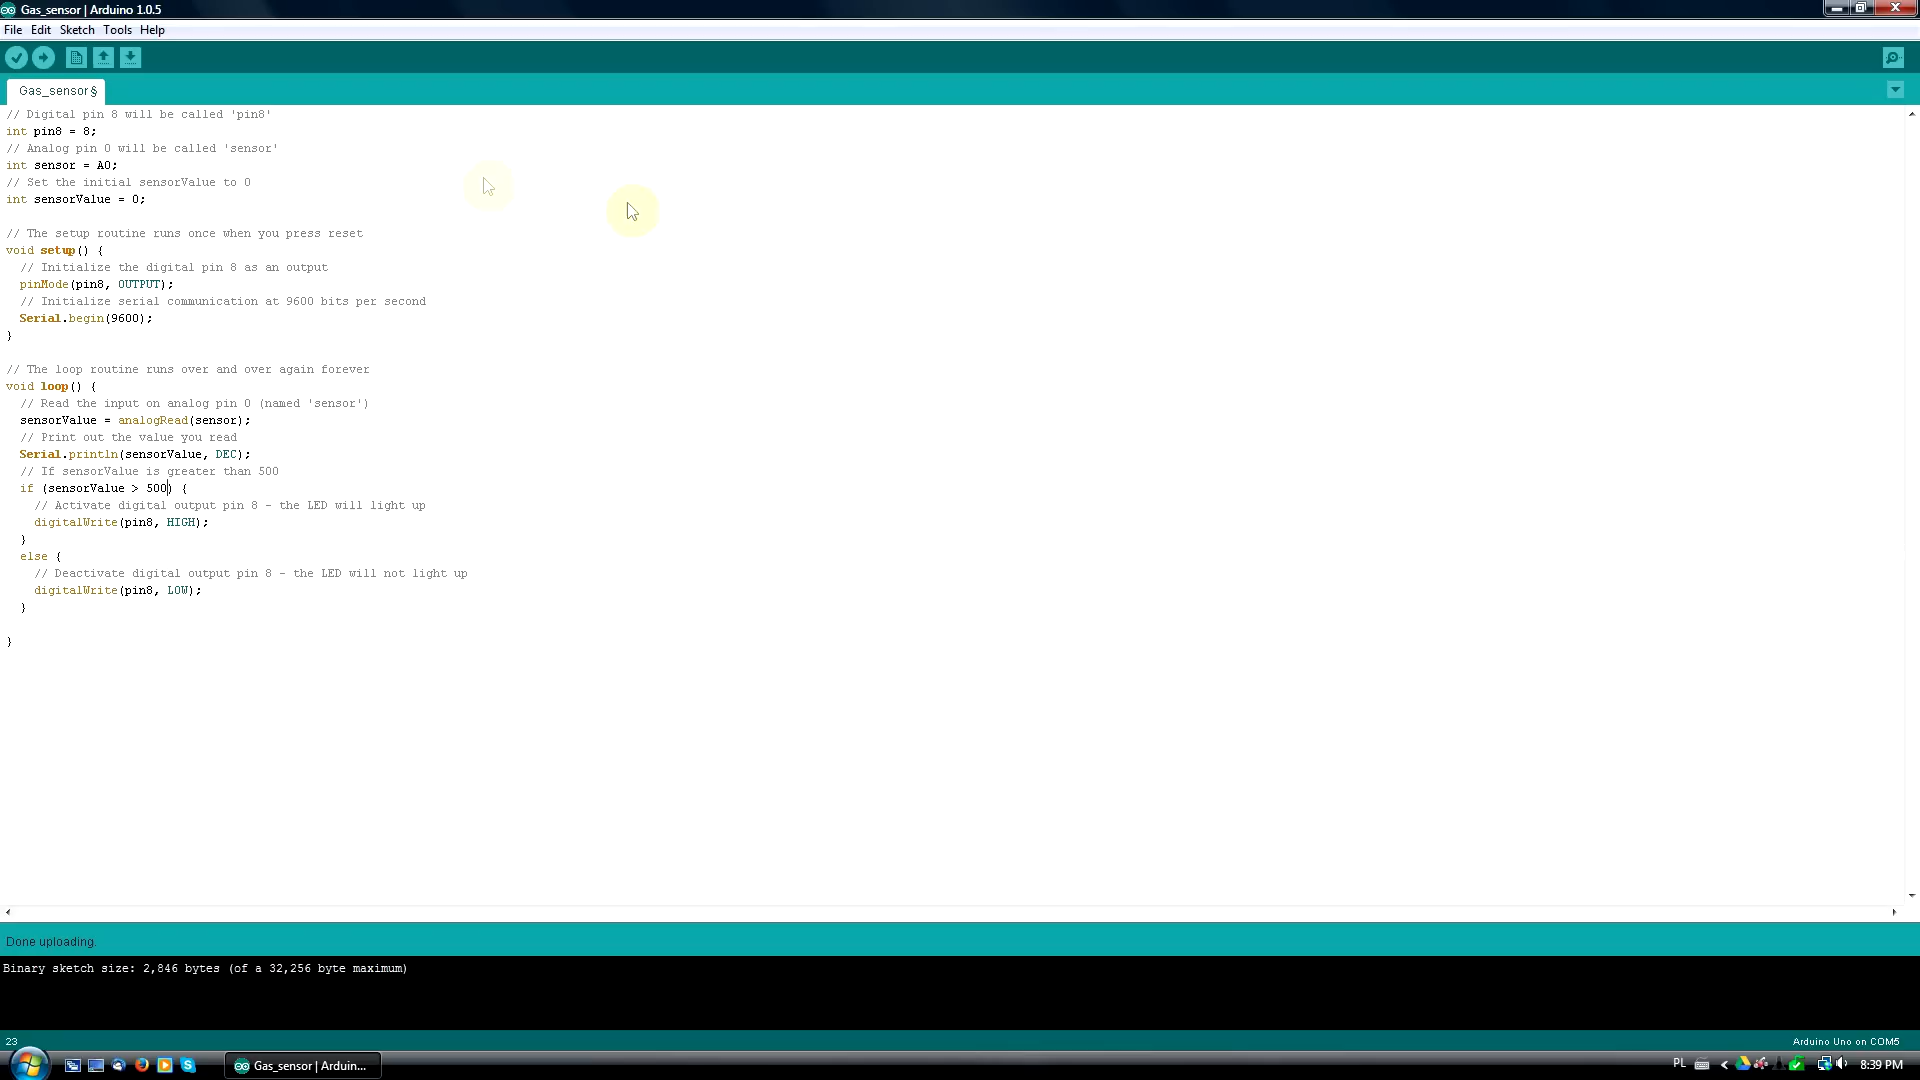 Gas_sensor | Arduino 1.0.5
File Edit Sketch Tools Help
Gas_sensor §
// Digital pin 8 will be called 'pin8'
int pin8 = 8;
// Analog pin 0 will be called 'sensor'
int sensor = A0;
// Set the initial sensorValue to 0
int sensorValue = 0;
// The setup routine runs once when you press reset
void setup() {
// Initialize the digital pin 8 as an output
pinMode(pin8, OUTPUT);
// Initialize serial communication at 9600 bits per second
Serial.begin(9600);
}
// The loop routine runs over and over again forever
void loop() {
// Read the input on analog pin 0 (named 'sensor')
sensorValue = analogRead(sensor);
// Print out the value you read
Serial.println(sensorValue, DEC);
// If sensorValue is greater than 500
if (sensorValue > 500) {
// Activate digital output pin 8 - the LED will light up
digitalWrite(pin8, HIGH);
}
else {
// Deactivate digital output pin 8 - the LED will not light up
digitalWrite(pin8, LOW);
}
}
Done uploading.
Binary sketch size: 2,846 bytes (of a 32,256 byte maximum)
23
Arduino Uno on COM5
Gas_sensor | Arduin...
PL
8:39 PM